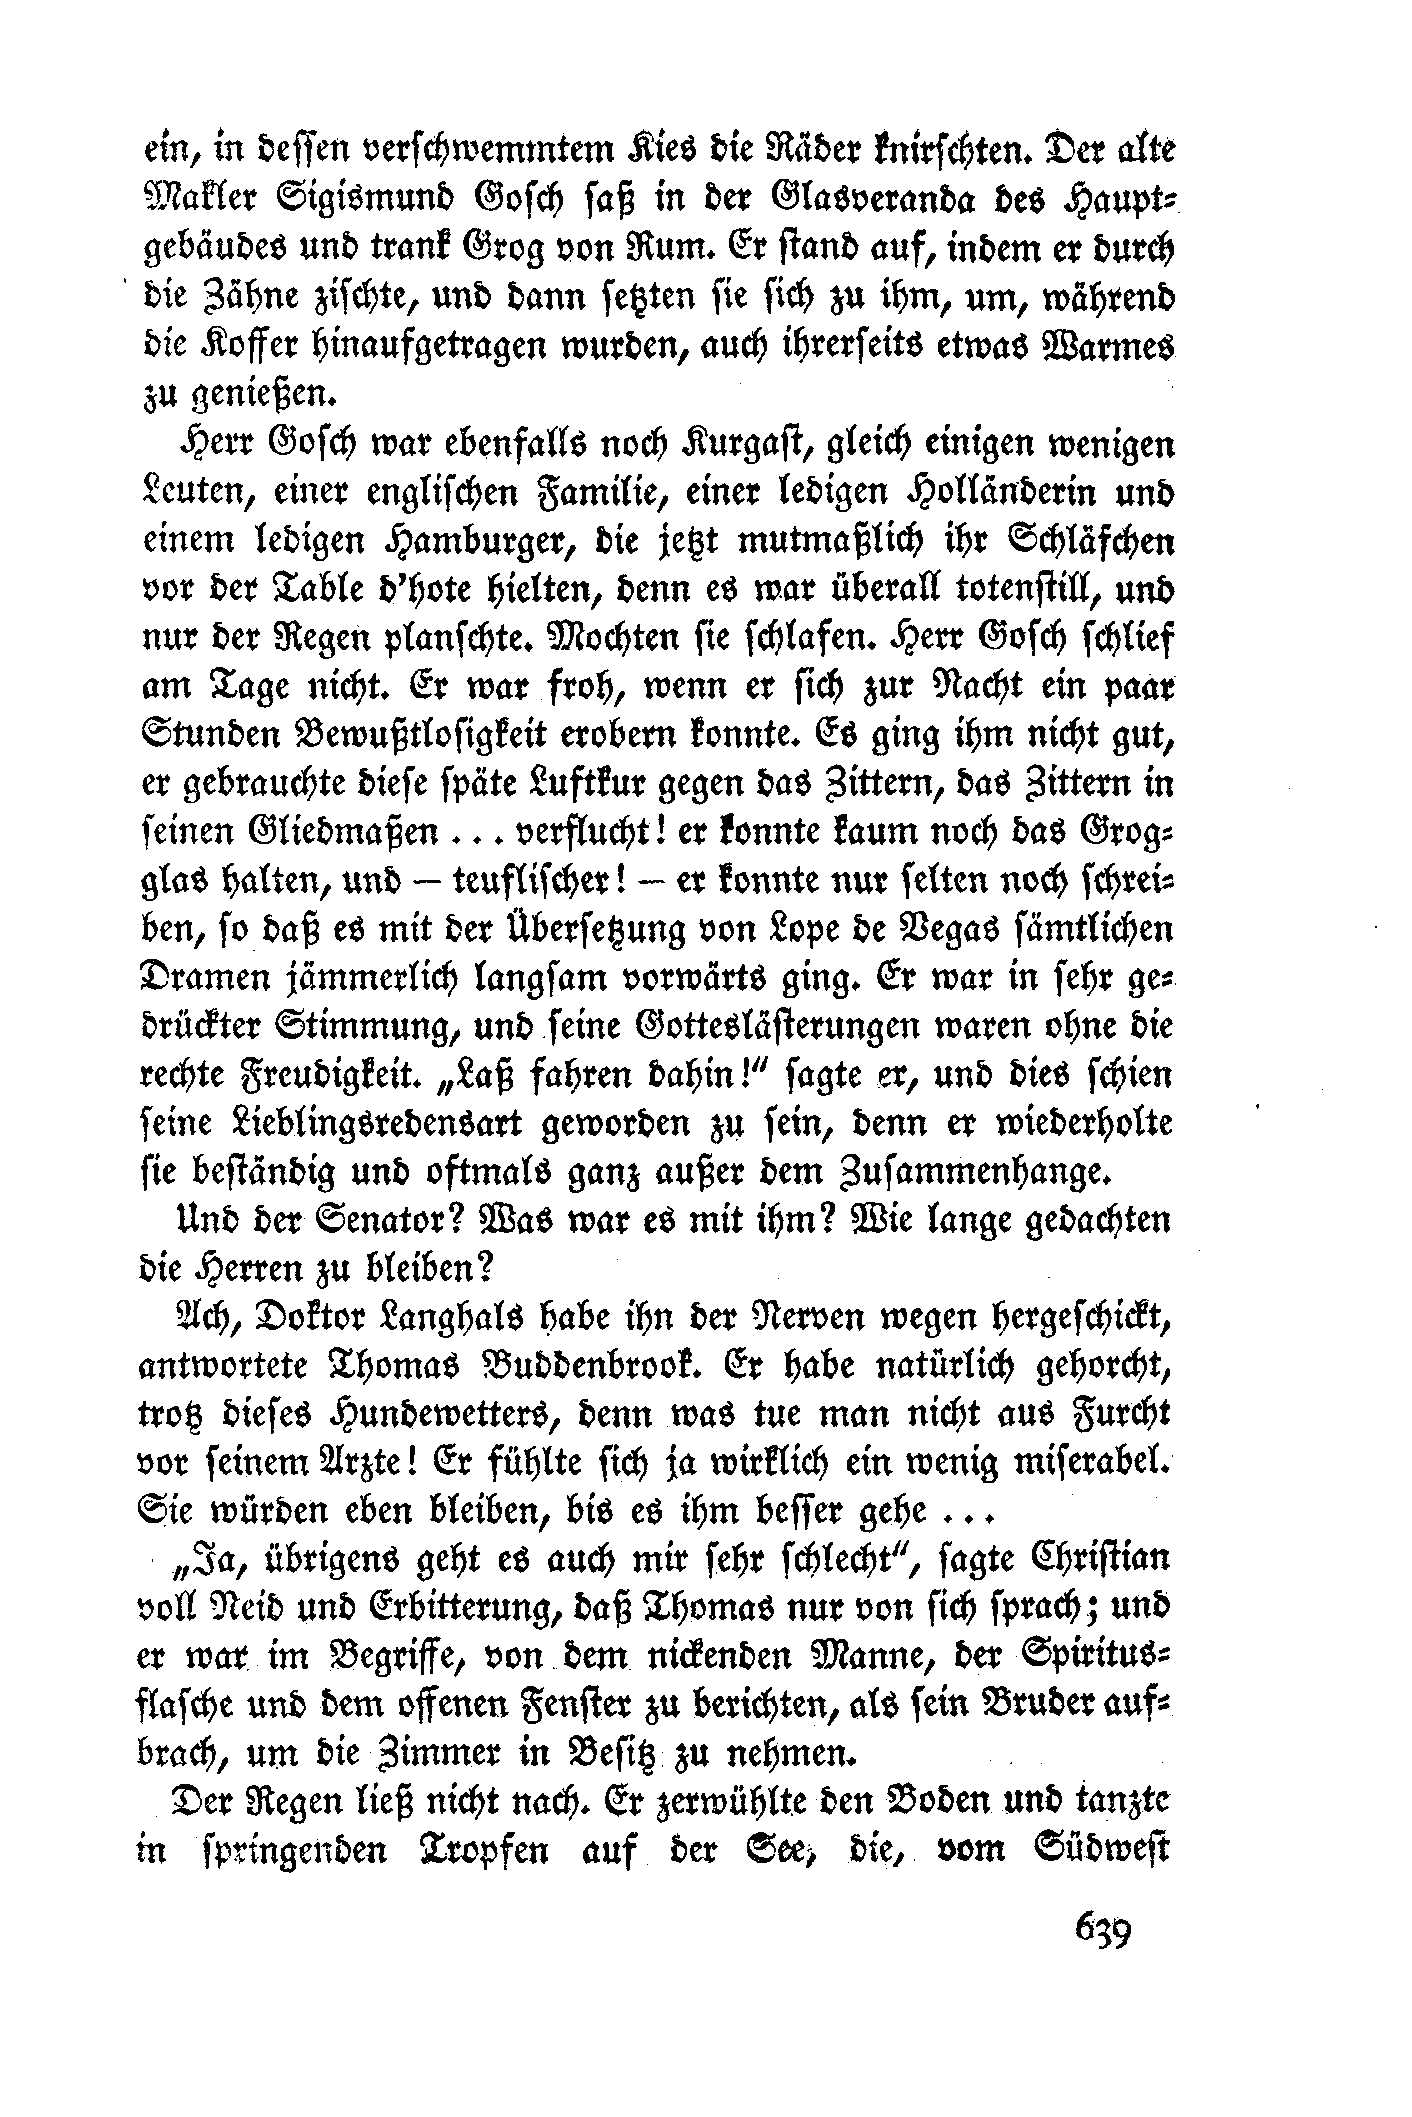 ein, in dessen verschwemmtem Kies die Räder knirschten. Der alte
Makler Sigismund Gosch saß in der Glasveranda des Haupt-
gebäudes und trank Grog von Rum. Er stand auf, indem er durch
die Zähne zischte, und dann setzten sie sich zu ihm, um, während
die Koffer hinaufgetragen wurden, auch ihrerseits etwas Warmes
zu genießen.
Herr Gosch war ebenfalls noch Kurgast, gleich einigen wenigen
Leuten, einer englischen Familie, einer ledigen Holländerin und
einem ledigen Hamburger, die jetzt mutmaßlich ihr Schläfchen
vor der Table d'hote hielten, denn es war überall totenstill, und
nur der Regen planschte. Mochten sie schlafen. Herr Gosch schlief
am Tage nicht. Er war froh, wenn er sich zur Nacht ein paar
Stunden Bewußtlosigkeit erobern konnte. Es ging ihm nicht gut,
er gebrauchte diese späte Luftkur gegen das Zittern, das Zittern in
seinen Gliedmaßen ... verflucht! er konnte kaum noch das Grog-
glas halten, und – teuflischer! – er konnte nur selten noch schrei-
ben, so daß es mit der Übersetzung von Lope de Vegas sämtlichen
Dramen jämmerlich langsam vorwärts ging. Er war in sehr ge-
drückter Stimmung, und seine Gotteslästerungen waren ohne die
rechte Freudigkeit. „Laß fahren dahin!“ sagte er, und dies schien
seine Lieblingsredensart geworden zu sein, denn er wiederholte
sie beständig und oftmals ganz außer dem Zusammenhange.
Und der Senator? Was war es mit ihm? Wie lange gedachten
die Herren zu bleiben?
Ach, Doktor Langhals habe ihn der Nerven wegen hergeschickt,
antwortete Thomas Buddenbrook. Er habe natürlich gehorcht,
trotz dieses Hundewetters, denn was tue man nicht aus Furcht
vor seinem Arzte! Er fühlte sich ja wirklich ein wenig miserabel.
Sie würden eben bleiben, bis es ihm besser gehe ...
„Ja, übrigens geht es auch mir sehr schlecht“, sagte Christian
voll Neid und Erbitterung, daß Thomas nur von sich sprach; und
er war im Begriffe, von dem nickenden Manne, der Spiritus-
flasche und dem offenen Fenster zu berichten, als sein Bruder auf-
brach, um die Zimmer in Besitz zu nehmen.
Der Regen ließ nicht nach. Er zerwühlte den Boden und tanzte
in springenden Tropfen auf der See, die, vom Südwest
639